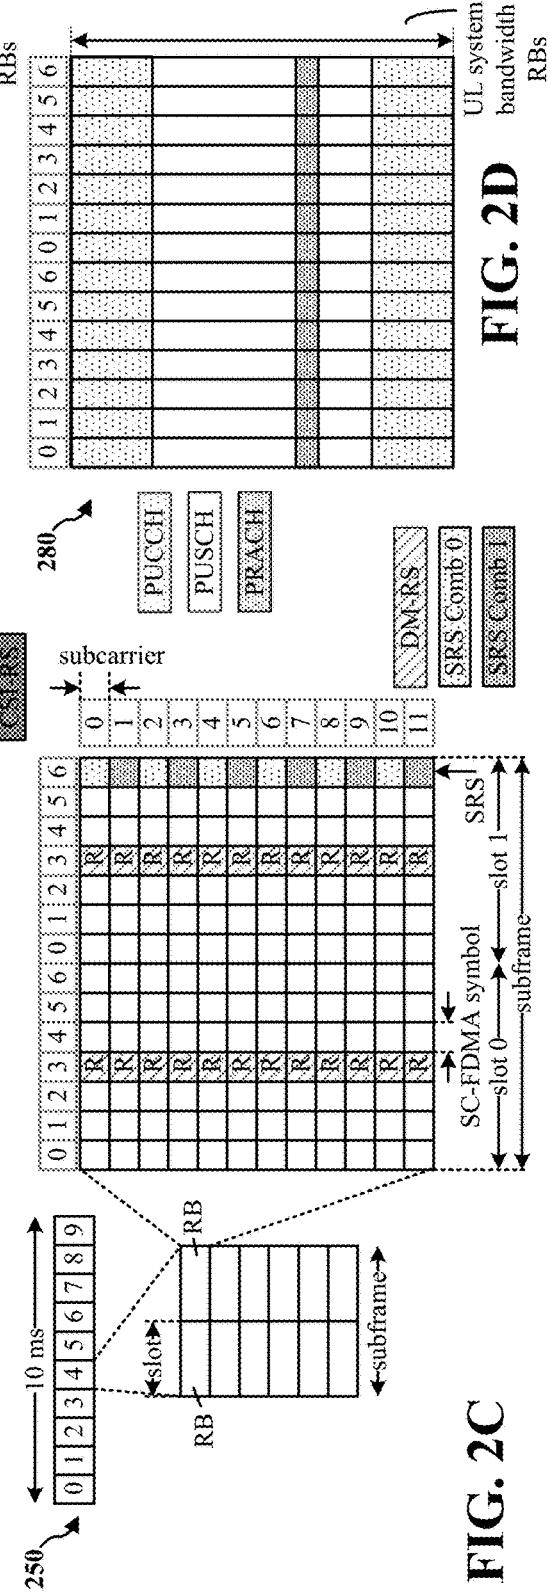 250
10 ms
0 1 2 3 4 5 6 7 8 9
slot
RB
RB
subframe
0 1 2 3 4 5 6 0 1 2 3 4 5 6
R R
R R
R R
R R
R R
R R
R R
R R
R R
R R
R R
R R
subcarrier
0
1
2
3
4
5
6
7
8
9
10
11
SC-FDMA symbol
SRS
slot 0
slot 1
subframe
CSI-RS
DM-RS
SRS Comb 0
SRS Comb 1
FIG. 2C
280
PUCCH
PUSCH
PRACH
0 1 2 3 4 5 6 0 1 2 3 4 5 6
RBs
UL system
bandwidth
RBs
FIG. 2D